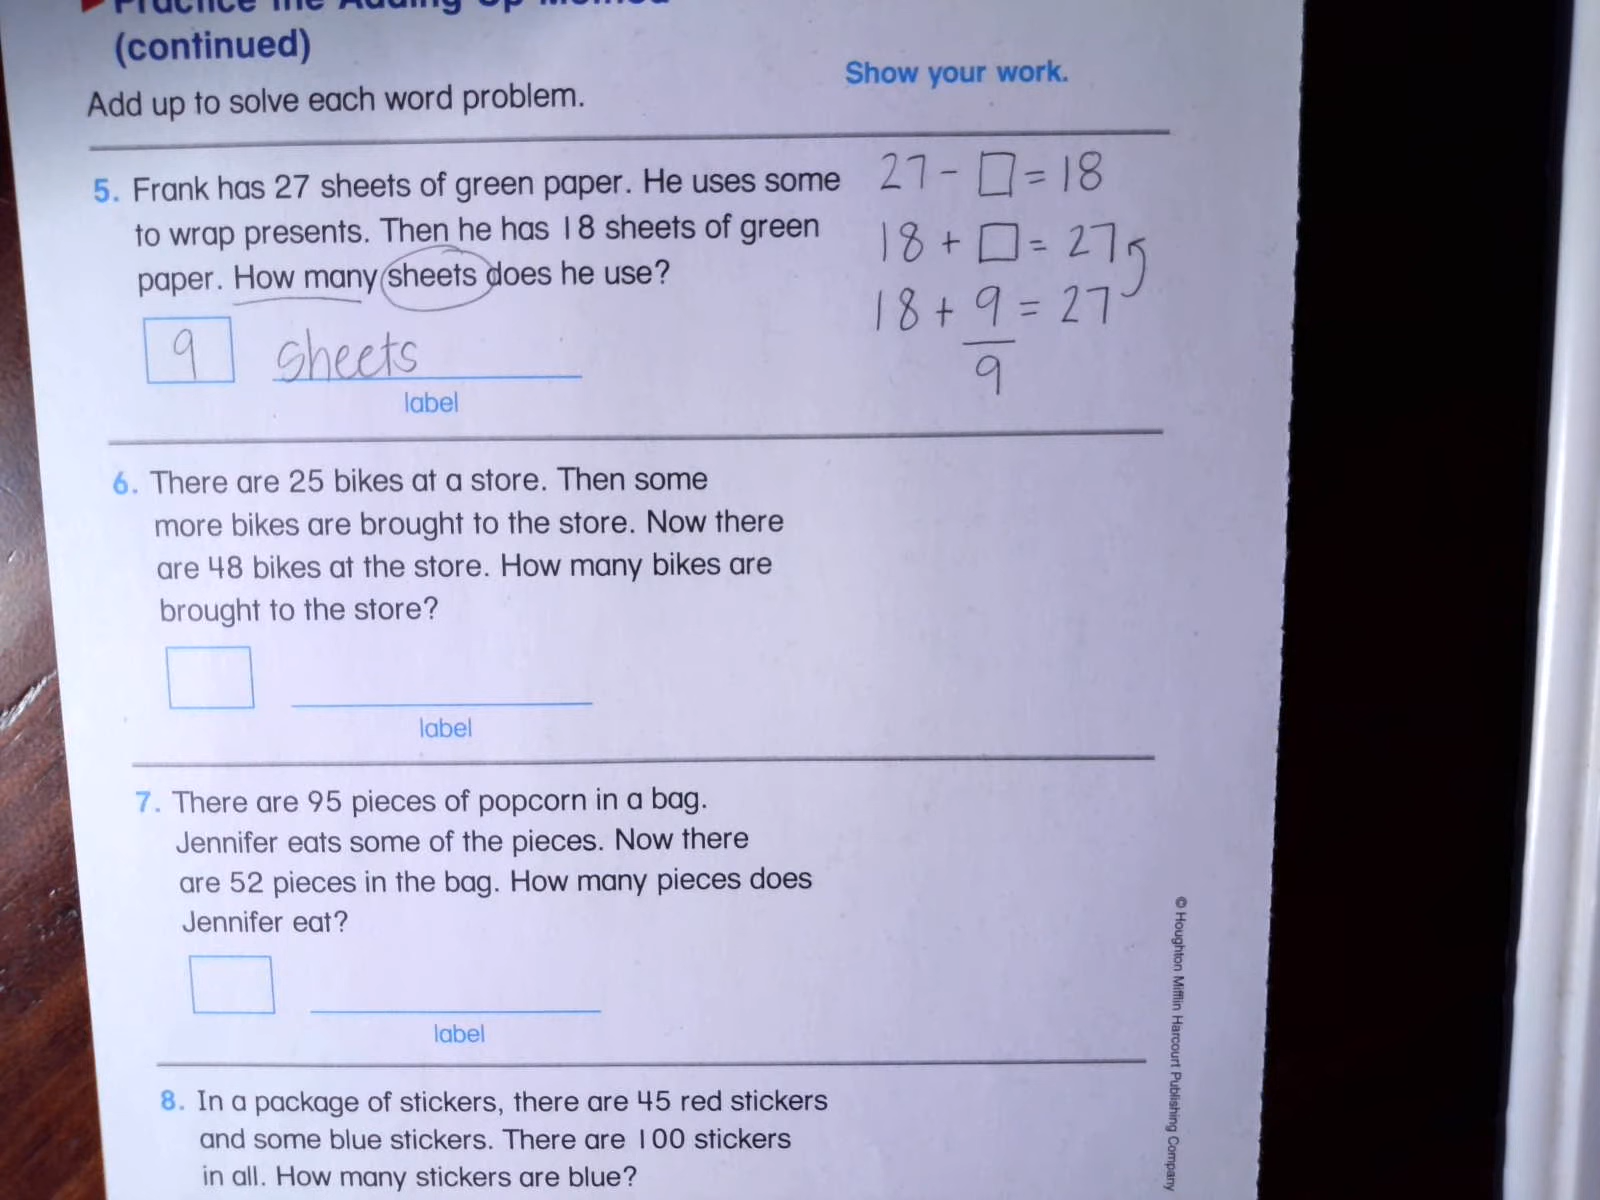 Practice the Adding Up Method
(continued)
Show your work.
Add up to solve each word problem.
5. Frank has 27 sheets of green paper. He uses some
to wrap presents. Then he has 18 sheets of green
paper. How many sheets does he use?
9 sheets
label
27 - □ = 18
18 + □ = 27
18 + 9 = 27
9
6. There are 25 bikes at a store. Then some
more bikes are brought to the store. Now there
are 48 bikes at the store. How many bikes are
brought to the store?
label
7. There are 95 pieces of popcorn in a bag.
Jennifer eats some of the pieces. Now there
are 52 pieces in the bag. How many pieces does
Jennifer eat?
label
8. In a package of stickers, there are 45 red stickers
and some blue stickers. There are 100 stickers
in all. How many stickers are blue?
© Houghton Mifflin Harcourt Publishing Company